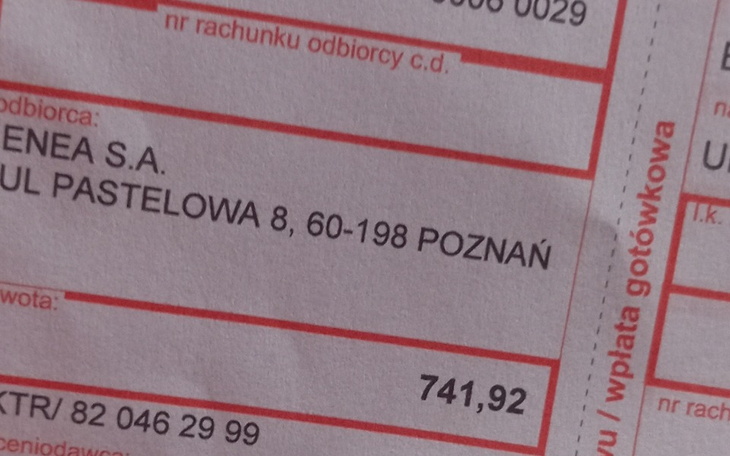 0029
nr rachunku odbiorcy c.d.
odbiorca:
ENEA S.A.
UL PASTELOWA 8, 60-198 POZNAŃ
wota:
741,92
KTR/ 82 046 29 99
wpłata gotówkowa
i.k.
nr rach